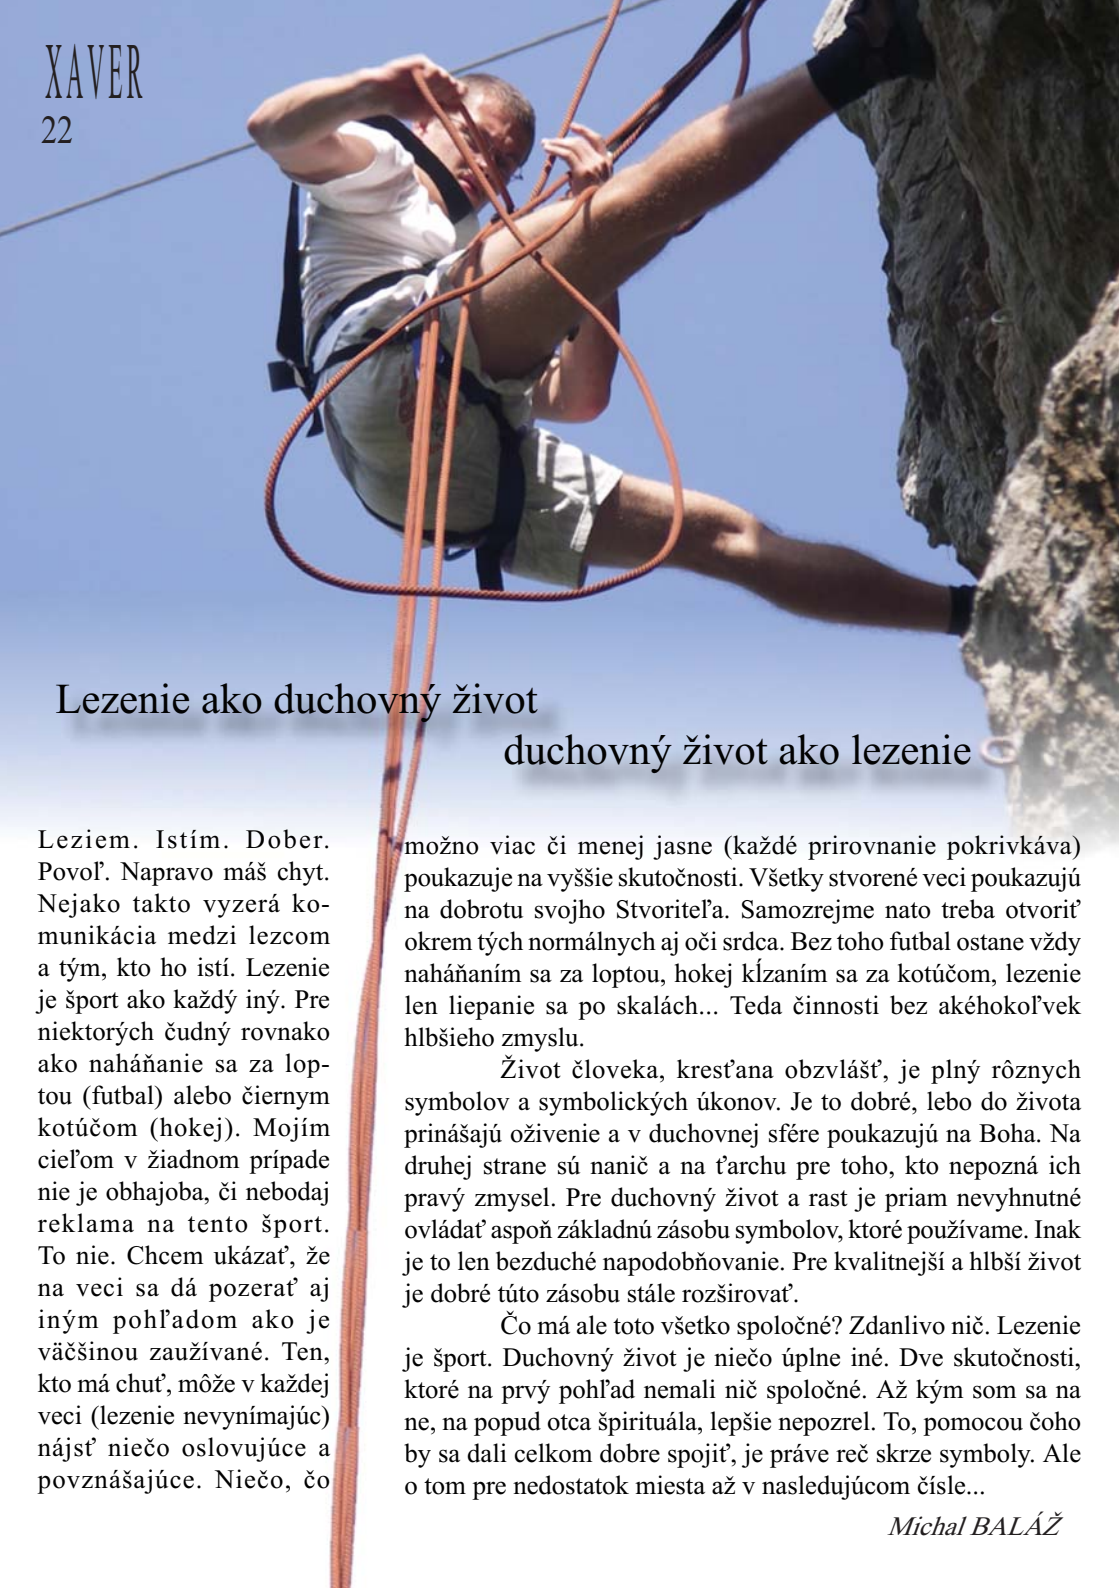 XAVER
22
Lezenie ako duchovný život
duchovný život ako lezenie
Leziem. Istím. Dober.
Povoľ. Napravo máš chyt.
Nejako takto vyzerá ko-
munikácia medzi lezcom
a tým, kto ho istí. Lezenie
je šport ako každý iný. Pre
niektorých čudný rovnako
ako naháňanie sa za lop-
tou (futbal) alebo čiernym
kotúčom (hokej). Mojím
cieľom v žiadnom prípade
nie je obhajoba, či nebodaj
reklama na tento šport.
To nie. Chcem ukázať, že
na veci sa dá pozerať aj
iným pohľadom ako je
väčšinou zaužívané. Ten,
kto má chuť, môže v každej
veci (lezenie nevynímajúc)
nájsť niečo oslovujúce a
povznášajúce. Niečo, čo
možno viac či menej jasne (každé prirovnanie pokrivkáva)
poukazuje na vyššie skutočnosti. Všetky stvorené veci poukazujú
na dobrotu svojho Stvoriteľa. Samozrejme nato treba otvoriť
okrem tých normálnych aj oči srdca. Bez toho futbal ostane vždy
naháňaním sa za loptou, hokej kĺzaním sa za kotúčom, lezenie
len liepanie sa po skalách... Teda činnosti bez akéhokoľvek
hlbšieho zmyslu.
Život človeka, kresťana obzvlášť, je plný rôznych
symbolov a symbolických úkonov. Je to dobré, lebo do života
prinášajú oživenie a v duchovnej sfére poukazujú na Boha. Na
druhej strane sú nanič a na ťarchu pre toho, kto nepozná ich
pravý zmysel. Pre duchovný život a rast je priam nevyhnutné
ovládať aspoň základnú zásobu symbolov, ktoré používame. Inak
je to len bezduché napodobňovanie. Pre kvalitnejší a hlbší život
je dobré túto zásobu stále rozširovať.
Čo má ale toto všetko spoločné? Zdanlivo nič. Lezenie
je šport. Duchovný život je niečo úplne iné. Dve skutočnosti,
ktoré na prvý pohľad nemali nič spoločné. Až kým som sa na
ne, na popud otca špirituála, lepšie nepozrel. To, pomocou čoho
by sa dali celkom dobre spojiť, je práve reč skrze symboly. Ale
o tom pre nedostatok miesta až v nasledujúcom čísle...
Michal BALÁŽ